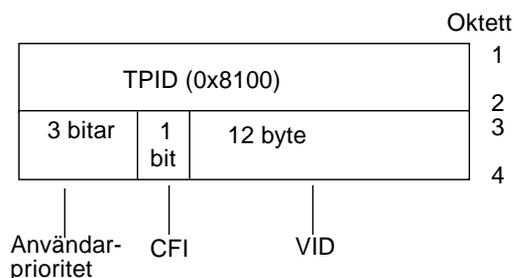 Oktett
1
TPID (0x8100)
2
3 bitar
1
bit
12 byte
3
4
Användar-
prioritet
CFI
VID